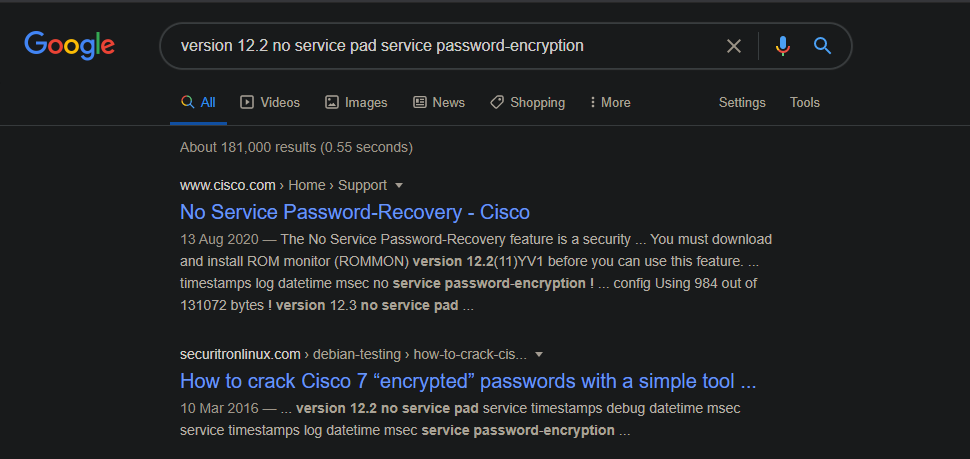 Google
version 12.2 no service pad service password-encryption
All Videos Images News Shopping More Settings Tools
About 181,000 results (0.55 seconds)
www.cisco.com › Home › Support
No Service Password-Recovery - Cisco
13 Aug 2020 — The No Service Password-Recovery feature is a security ... You must download
and install ROM monitor (ROMMON) version 12.2(11)YV1 before you can use this feature. ...
timestamps log datetime msec no service password-encryption ! ... config Using 984 out of
131072 bytes ! version 12.3 no service pad ...
securitronlinux.com › debian-testing › how-to-crack-cis...
How to crack Cisco 7 “encrypted” passwords with a simple tool ...
10 Mar 2016 — ... version 12.2 no service pad service timestamps debug datetime msec
service timestamps log datetime msec service password-encryption ...